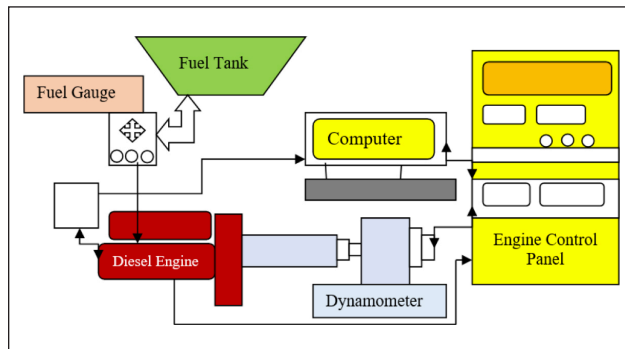 Fuel Tank
Fuel Gauge
Computer
Diesel Engine
Engine Control
Panel
Dynamometer